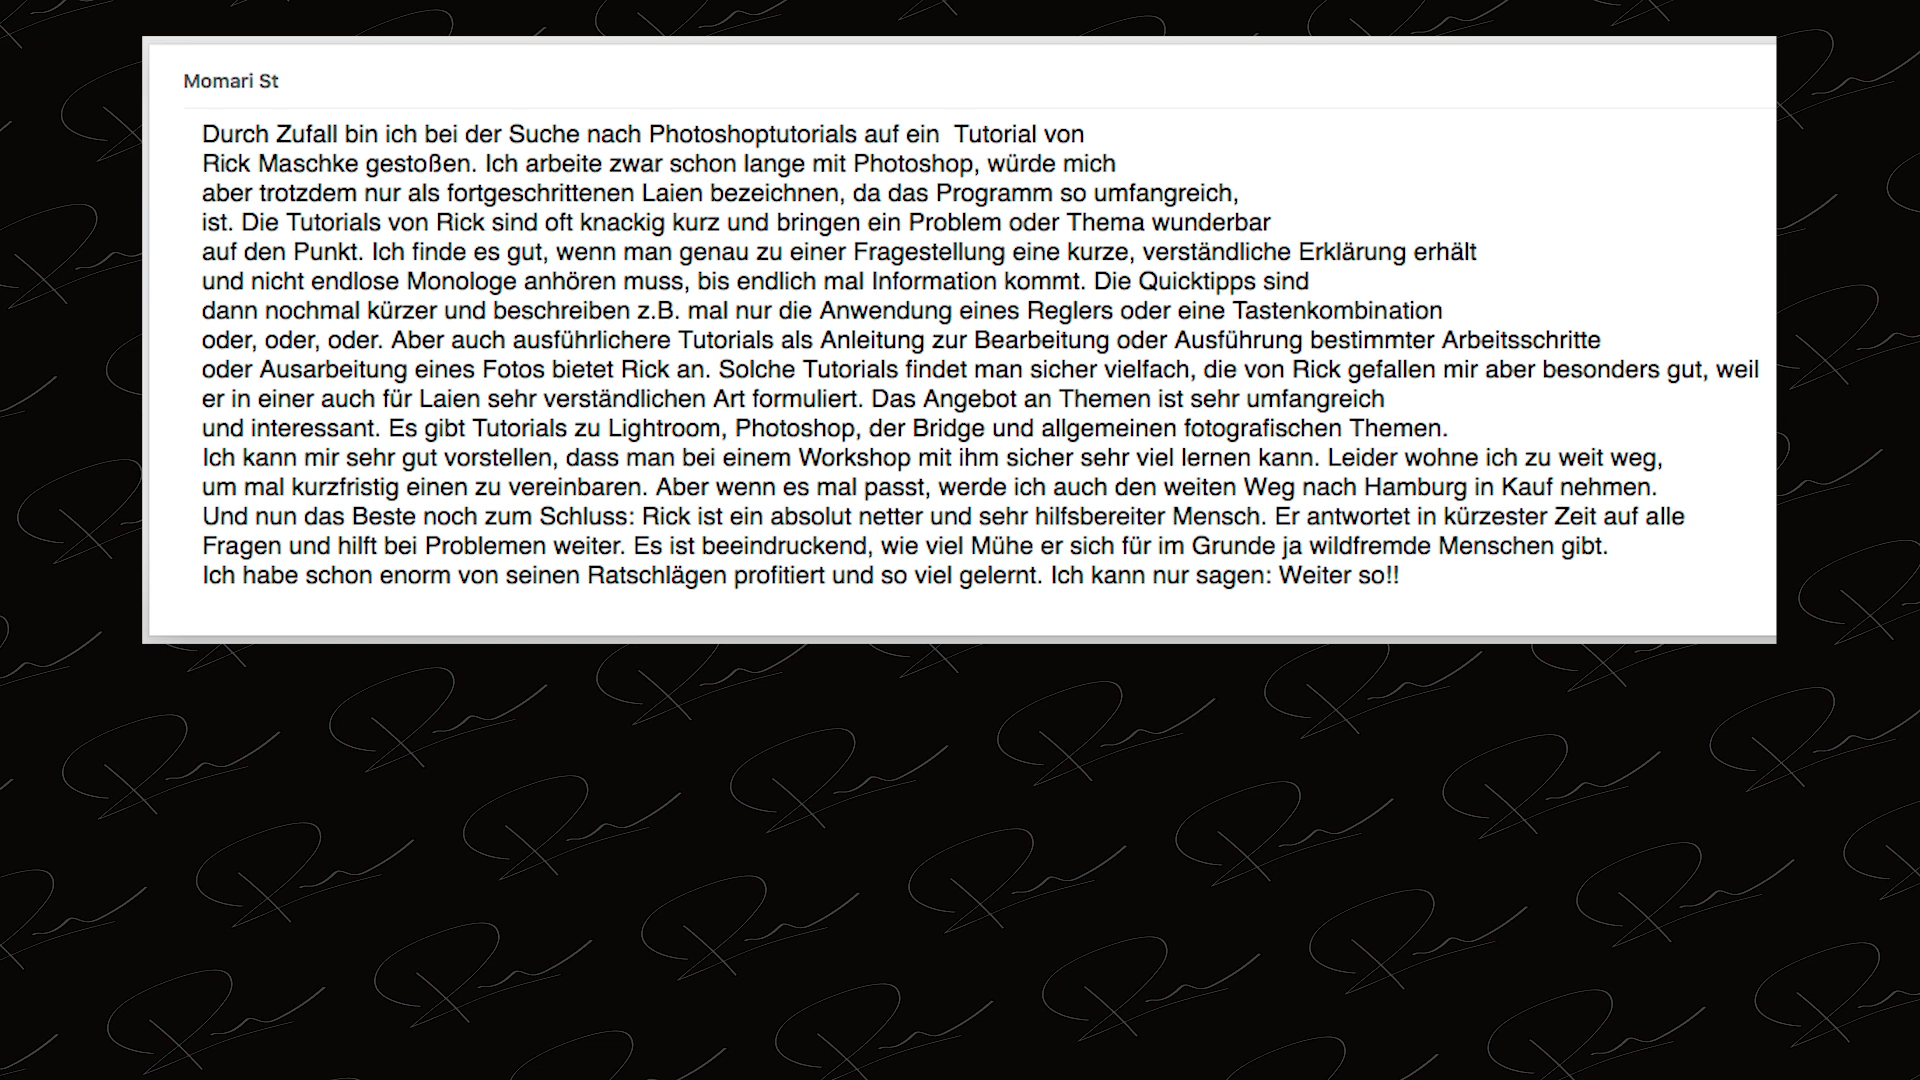 Momari St
Durch Zufall bin ich bei der Suche nach Photoshoptutorials auf ein  Tutorial von
Rick Maschke gestoßen. Ich arbeite zwar schon lange mit Photoshop, würde mich
aber trotzdem nur als fortgeschrittenen Laien bezeichnen, da das Programm so umfangreich,
ist. Die Tutorials von Rick sind oft knackig kurz und bringen ein Problem oder Thema wunderbar
auf den Punkt. Ich finde es gut, wenn man genau zu einer Fragestellung eine kurze, verständliche Erklärung erhält
und nicht endlose Monologe anhören muss, bis endlich mal Information kommt. Die Quicktipps sind
dann nochmal kürzer und beschreiben z.B. mal nur die Anwendung eines Reglers oder eine Tastenkombination
oder, oder, oder. Aber auch ausführlichere Tutorials als Anleitung zur Bearbeitung oder Ausführung bestimmter Arbeitsschritte
oder Ausarbeitung eines Fotos bietet Rick an. Solche Tutorials findet man sicher vielfach, die von Rick gefallen mir aber besonders gut, weil
er in einer auch für Laien sehr verständlichen Art formuliert. Das Angebot an Themen ist sehr umfangreich
und interessant. Es gibt Tutorials zu Lightroom, Photoshop, der Bridge und allgemeinen fotografischen Themen.
Ich kann mir sehr gut vorstellen, dass man bei einem Workshop mit ihm sicher sehr viel lernen kann. Leider wohne ich zu weit weg,
um mal kurzfristig einen zu vereinbaren. Aber wenn es mal passt, werde ich auch den weiten Weg nach Hamburg in Kauf nehmen.
Und nun das Beste noch zum Schluss: Rick ist ein absolut netter und sehr hilfsbereiter Mensch. Er antwortet in kürzester Zeit auf alle
Fragen und hilft bei Problemen weiter. Es ist beeindruckend, wie viel Mühe er sich für im Grunde ja wildfremde Menschen gibt.
Ich habe schon enorm von seinen Ratschlägen profitiert und so viel gelernt. Ich kann nur sagen: Weiter so!!